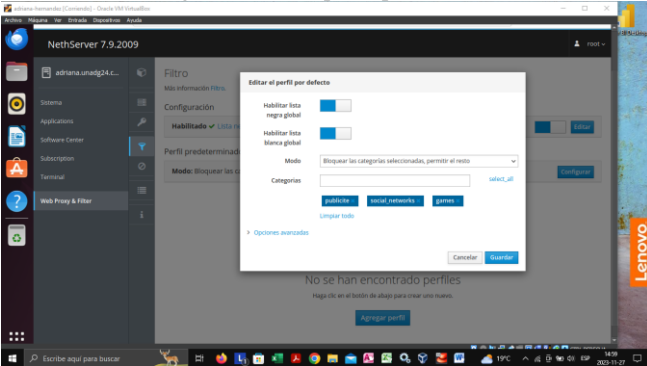 adriana-hernandez [Corriendo] - Oracle VM VirtualBox
Archivo Máquina Ver Entrada Dispositivos Ayuda
NethServer 7.9.2009
root
adriana.unadg24.c...
Sistema
Applications
Software Center
Subscription
Terminal
Web Proxy & Filter
Filtro
Más información Filtro.
Configuración
Habilitado
Lista
Editar
Perfil predeterminad
Modo: Bloquear las c
Configurar
Editar el perfil por defecto
Habilitar lista
negra global
Habilitar lista
blanca global
Modo
Bloquear las categorías seleccionadas, permitir el resto
Categorías
select_all
publicite ×
social_networks ×
games ×
Limpiar todo
Opciones avanzadas
Cancelar
Guardar
No se han encontrado perfiles
Haga clic en el botón de abajo para crear uno nuevo.
Agregar perfil
Lenovo
Escribe aquí para buscar
19°C
ESP
14:59
2023-11-27